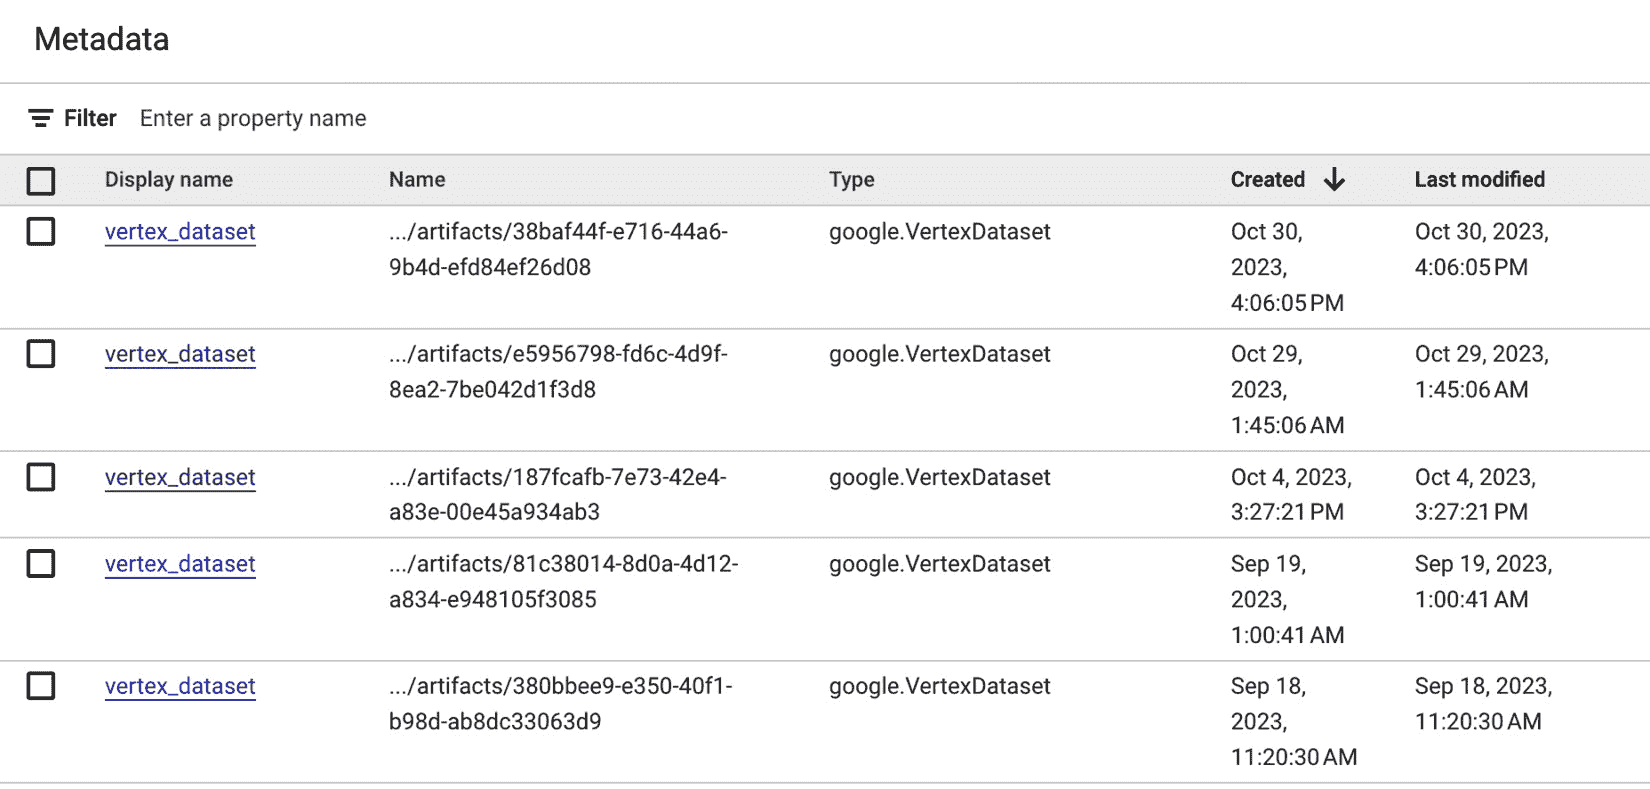 Metadata
Filter Enter a property name
Display name Name Type Created Last modified
vertex_dataset .../artifacts/38baf44f-e716-44a6- google.VertexDataset Oct 30, Oct 30, 2023,
9b4d-efd84ef26d08 2023, 4:06:05 PM
4:06:05 PM
vertex_dataset .../artifacts/e5956798-fd6c-4d9f- google.VertexDataset Oct 29, Oct 29, 2023,
8ea2-7be042d1f3d8 2023, 1:45:06 AM
1:45:06 AM
vertex_dataset .../artifacts/187fcafb-7e73-42e4- google.VertexDataset Oct 4, 2023, Oct 4, 2023,
a83e-00e45a934ab3 3:27:21 PM 3:27:21 PM
vertex_dataset .../artifacts/81c38014-8d0a-4d12- google.VertexDataset Sep 19, Sep 19, 2023,
a834-e948105f3085 2023, 1:00:41 AM
1:00:41 AM
vertex_dataset .../artifacts/380bbee9-e350-40f1- google.VertexDataset Sep 18, Sep 18, 2023,
b98d-ab8dc33063d9 2023, 11:20:30 AM
11:20:30 AM